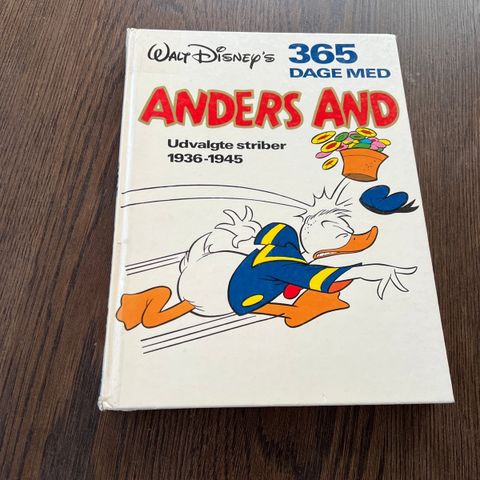 WALT DISNEY'S
365
DAGE MED
ANDERS AND
Udvalgte striber
1936-1945